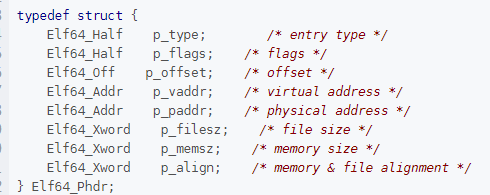 typedef struct {
    Elf64_Half    p_type;        /* entry type */
    Elf64_Half    p_flags;    /* flags */
    Elf64_Off    p_offset;    /* offset */
    Elf64_Addr    p_vaddr;    /* virtual address */
    Elf64_Addr    p_paddr;    /* physical address */
    Elf64_Xword    p_filesz;    /* file size */
    Elf64_Xword    p_memsz;    /* memory size */
    Elf64_Xword    p_align;    /* memory & file alignment */
} Elf64_Phdr;